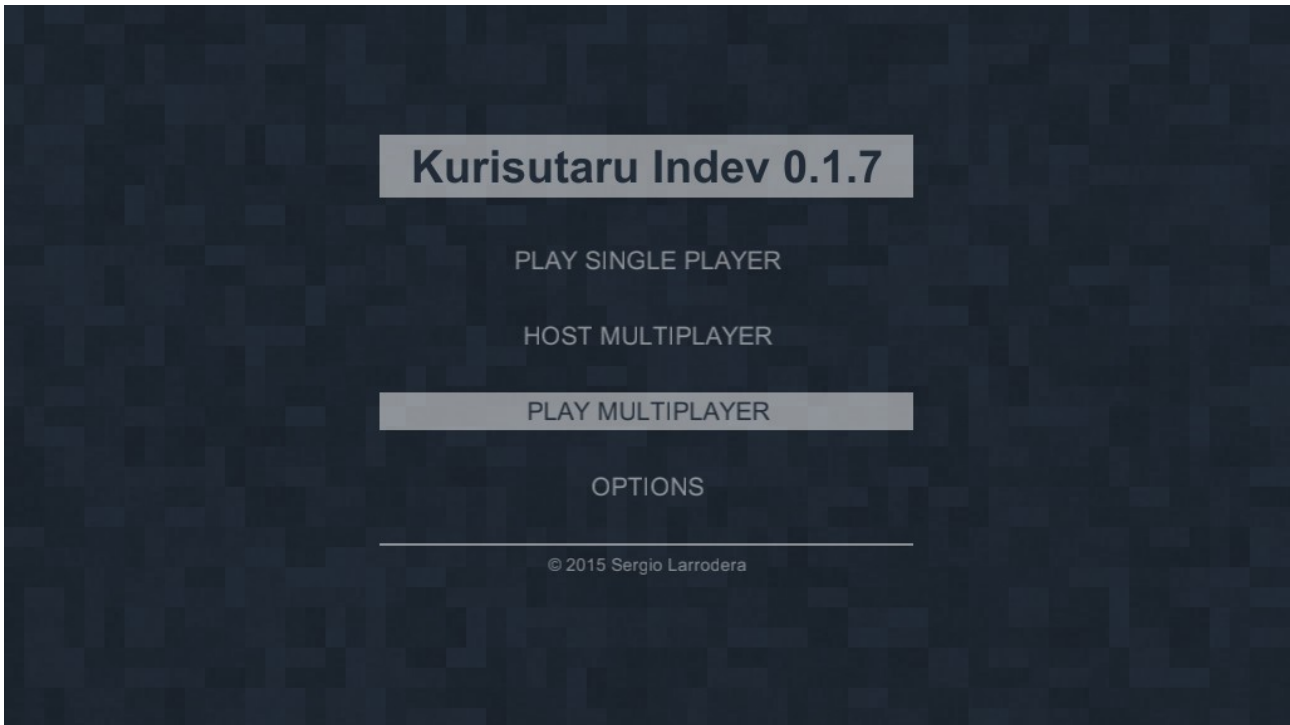 Kurisutaru Indev 0.1.7
PLAY SINGLE PLAYER
HOST MULTIPLAYER
PLAY MULTIPLAYER
OPTIONS
© 2015 Sergio Larrodera